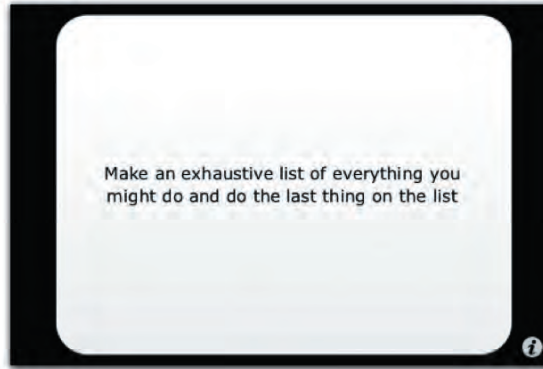 Make an exhaustive list of everything you
might do and do the last thing on the list
i